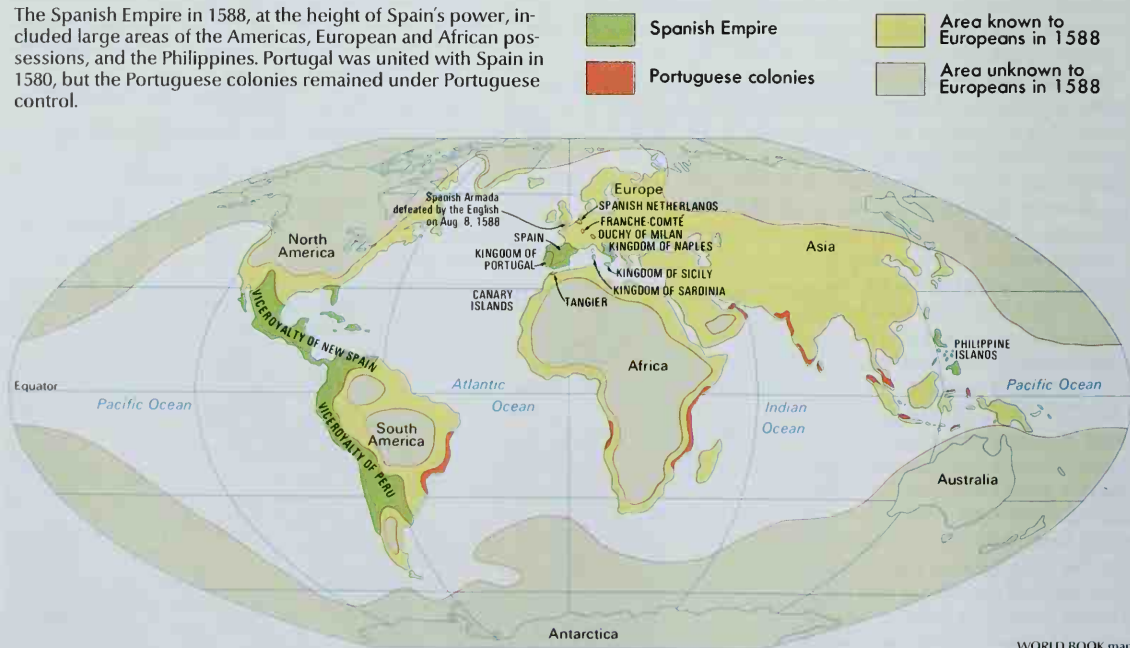 The Spanish Empire in 1588, at the height of Spain's power, in-
cluded large areas of the Americas, European and African pos-
sessions, and the Philippines. Portugal was united with Spain in
1580, but the Portuguese colonies remained under Portuguese
control.
Spanish Empire
Portuguese colonies
Area known to
Europeans in 1588
Area unknown to
Europeans in 1588
Europe
Spanish Armada
defeated by the English
on Aug. 8, 1588
SPANISH NETHERLANDS
FRANCHE-COMTÉ
DUCHY OF MILAN
KINGDOM OF NAPLES
SPAIN
KINGDOM OF
PORTUGAL
KINGDOM OF SICILY
KINGDOM OF SARDINIA
CANARY
ISLANDS
TANGIER
North
America
Asia
VICEROYALTY OF NEW SPAIN
PHILIPPINE
ISLANDS
Africa
Equator
Pacific Ocean
Atlantic
Ocean
Indian
Ocean
Pacific Ocean
VICEROYALTY OF PERU
South
America
Australia
Antarctica
WORLD BOOK map